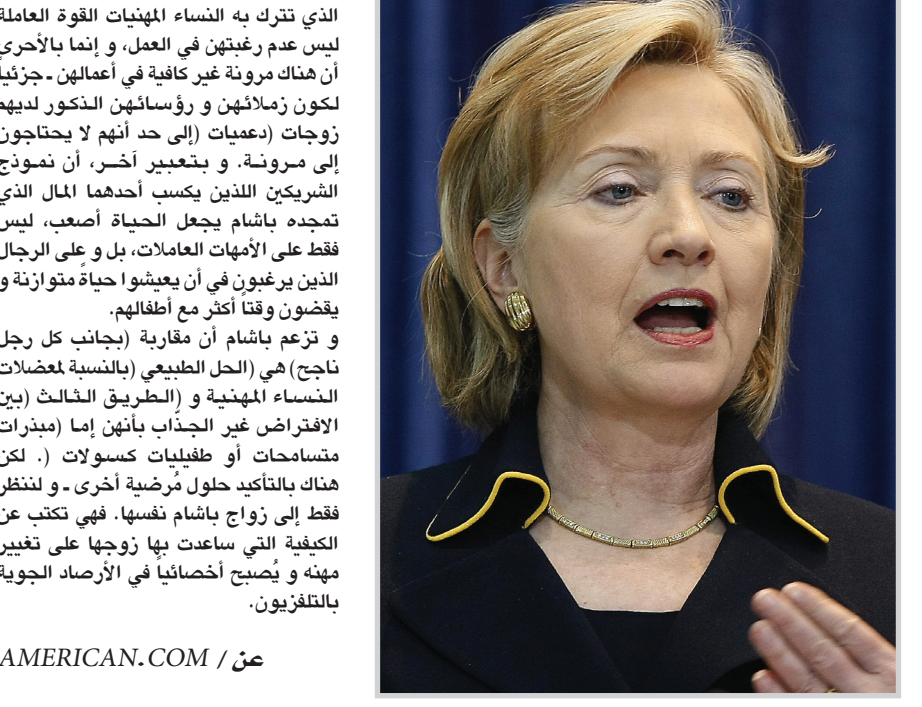 الذي تترك به النساء المهنيات القوة العاملة
ليس عدم رغبتهن في العمل، و إنما بالأحرى
أن هناك مرونة غير كافية في أعمالهن ـ جزئياً
لكون زملائهن و رؤسائهن الذكور لديهم
زوجات (دعميات (إلى حد أنهم لا يحتاجون
إلى مرونة. و بتعبير آخر، أن نموذج
الشريكين اللذين يكسب أحدهما المال الذي
تمجده باشام يجعل الحياة أصعب، ليس
فقط على الأمهات العاملات، بل و على الرجال
الذين يرغبون في أن يعيشوا حياةً متوازنة و
يقضون وقتاً أكثر مع أطفالهم.
و تزعم باشام أن مقاربة (بجانب كل رجل
ناجح) هي (الحل الطبيعي (بالنسبة لمعضلات
النساء المهنية و (الطريق الثالث (بين
الافتراض غير الجذّاب بأنهن إما (مبذرات
متسامحات أو طفيليات كسولات (. لكن
هناك بالتأكيد حلول مُرضية أخرى ـ و لننظر
فقط إلى زواج باشام نفسها. فهي تكتب عن
الكيفية التي ساعدت بها زوجها على تغيير
مهنه و يُصبح أخصائياً في الأرصاد الجوية
بالتلفزيون.
عن / AMERICAN.COM